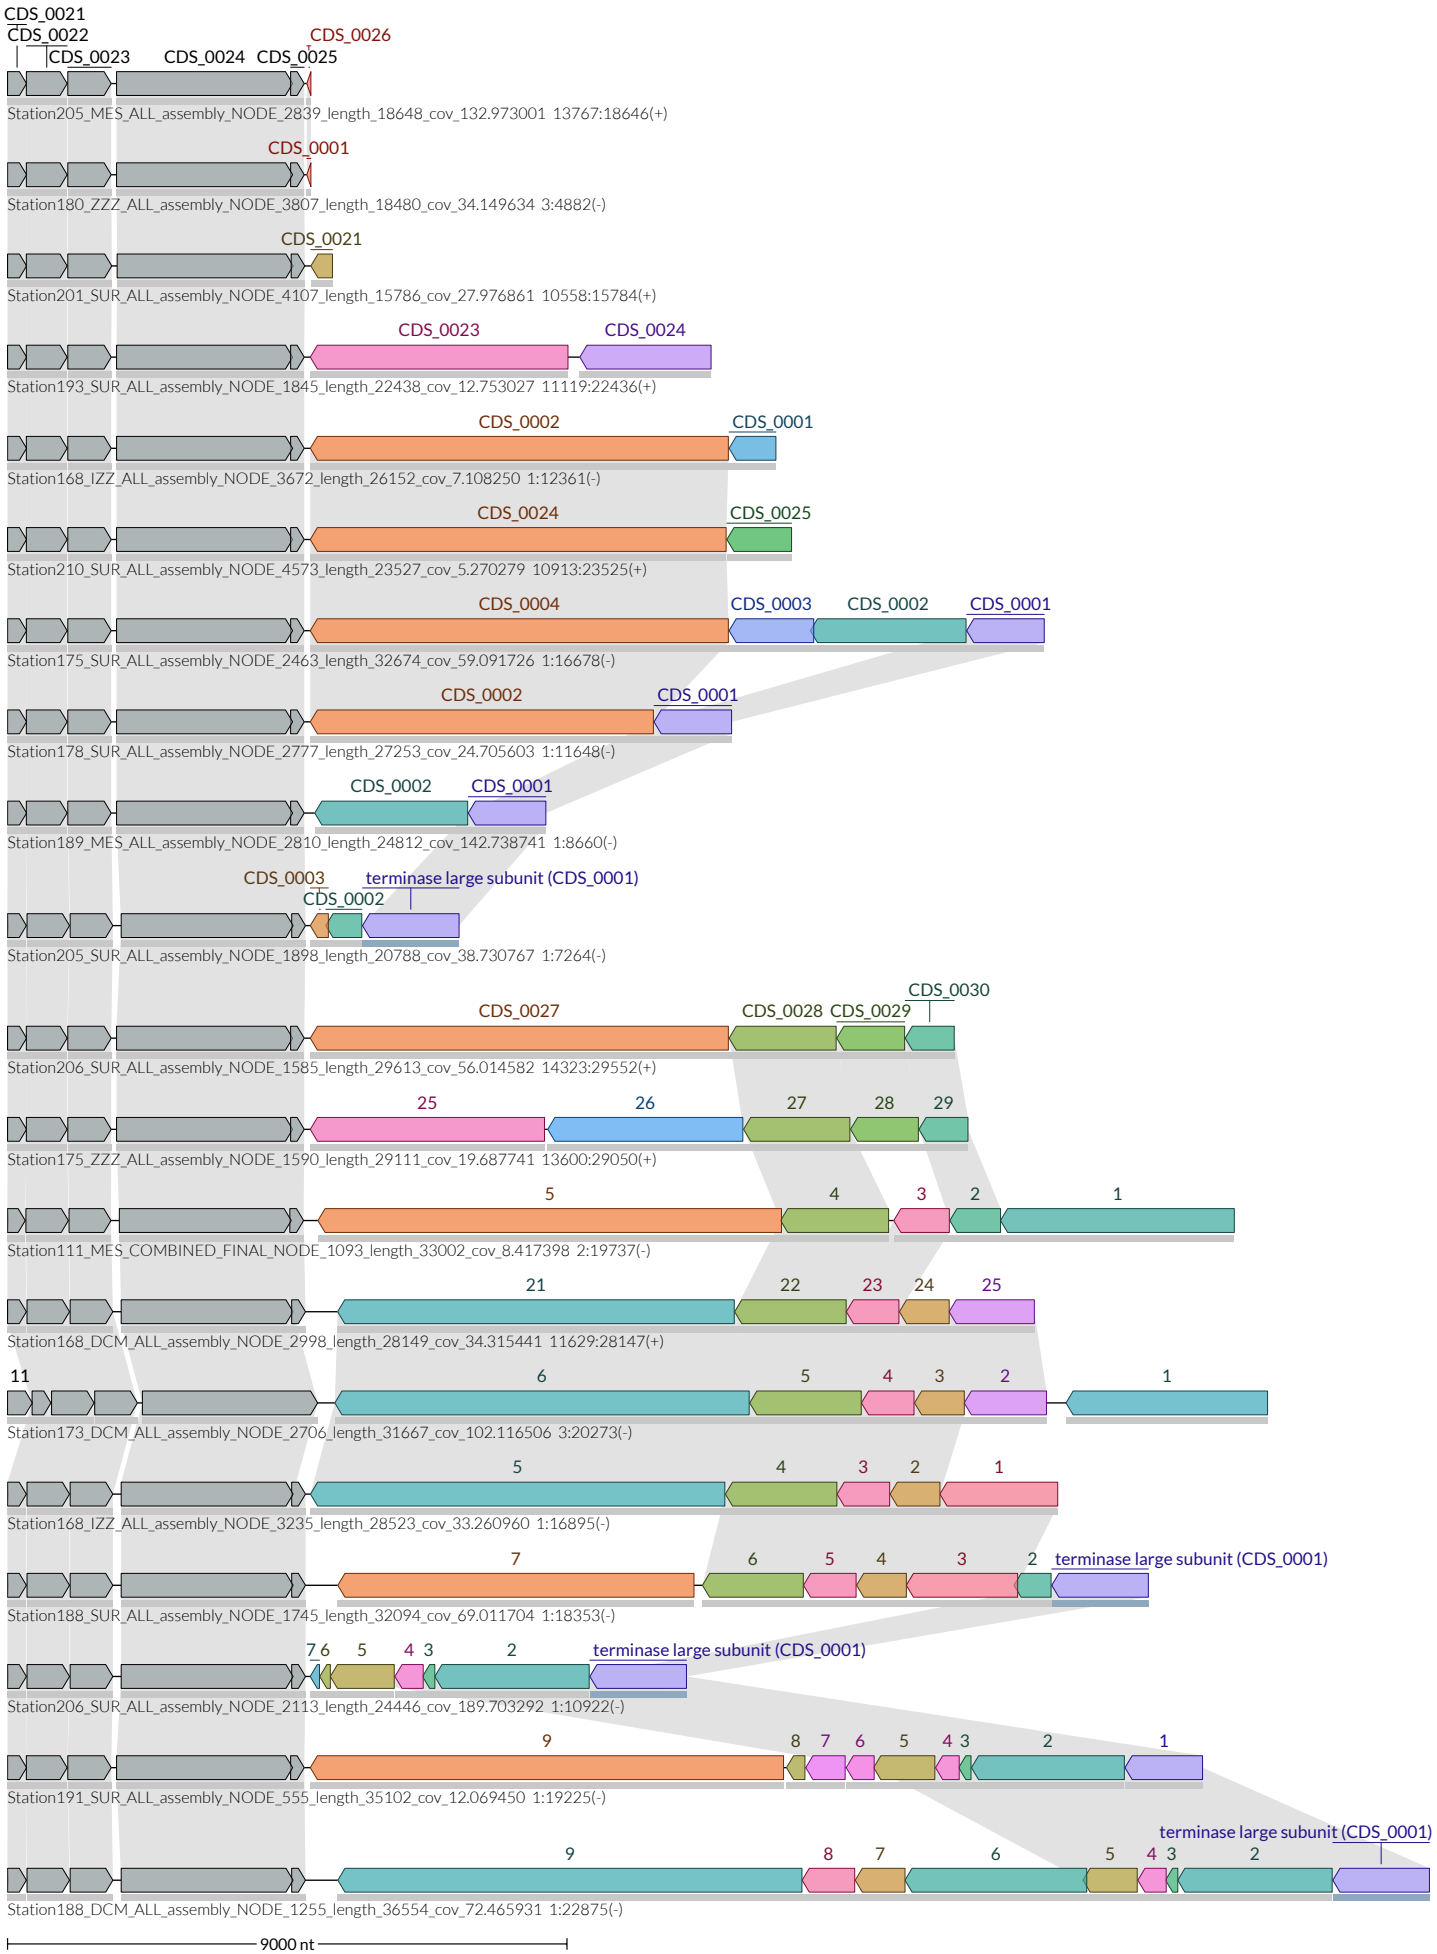 CDS_0021
CDS_0022
CDS_0023 CDS_0024 CDS_0025 CDS_0026
Station205_MES_ALL_assembly_NODE_2839_length_18648_cov_132.973001 13767:18646(+)
CDS_0001
Station180_ZZZ_ALL_assembly_NODE_3807_length_18480_cov_34.149634 3:4882(-)
CDS_0021
Station201_SUR_ALL_assembly_NODE_4107_length_15786_cov_27.976861 10558:15784(+)
CDS_0023 CDS_0024
Station193_SUR_ALL_assembly_NODE_1845_length_22438_cov_12.753027 11119:22436(+)
CDS_0002 CDS_0001
Station168_IZZ_ALL_assembly_NODE_3672_length_26152_cov_7.108250 1:12361(-)
CDS_0024 CDS_0025
Station210_SUR_ALL_assembly_NODE_4573_length_23527_cov_5.270279 10913:23525(+)
CDS_0004 CDS_0003 CDS_0002 CDS_0001
Station175_SUR_ALL_assembly_NODE_2463_length_32674_cov_59.091726 1:16678(-)
CDS_0002 CDS_0001
Station178_SUR_ALL_assembly_NODE_2777_length_27253_cov_24.705603 1:11648(-)
CDS_0002 CDS_0001
Station189_MES_ALL_assembly_NODE_2810_length_24812_cov_142.738741 1:8660(-)
CDS_0003 terminase large subunit (CDS_0001)
CDS_0002
Station205_SUR_ALL_assembly_NODE_1898_length_20788_cov_38.730767 1:7264(-)
CDS_0030
CDS_0027 CDS_0028 CDS_0029
Station206_SUR_ALL_assembly_NODE_1585_length_29613_cov_56.014582 14323:29552(+)
25 26 27 28 29
Station175_ZZZ_ALL_assembly_NODE_1590_length_29111_cov_19.687741 13600:29050(+)
5 4 3 2 1
Station111_MES_COMBINED_FINAL_NODE_1093_length_33002_cov_8.417398 2:19737(-)
21 22 23 24 25
Station168_DCM_ALL_assembly_NODE_2998_length_28149_cov_34.315441 11629:28147(+)
11 6 5 4 3 2 1
Station173_DCM_ALL_assembly_NODE_2706_length_31667_cov_102.116506 3:20273(-)
5 4 3 2 1
Station168_IZZ_ALL_assembly_NODE_3235_length_28523_cov_33.260960 1:16895(-)
7 6 5 4 3 2 terminase large subunit (CDS_0001)
Station188_SUR_ALL_assembly_NODE_1745_length_32094_cov_69.011704 1:18353(-)
7 6 5 4 3 2 terminase large subunit (CDS_0001)
Station206_SUR_ALL_assembly_NODE_2113_length_24446_cov_189.703292 1:10922(-)
9 8 7 6 5 4 3 2 1
Station191_SUR_ALL_assembly_NODE_555_length_35102_cov_12.069450 1:19225(-)
terminase large subunit (CDS_0001)
9 8 7 6 5 4 3 2
Station188_DCM_ALL_assembly_NODE_1255_length_36554_cov_72.465931 1:22875(-)
9000 nt